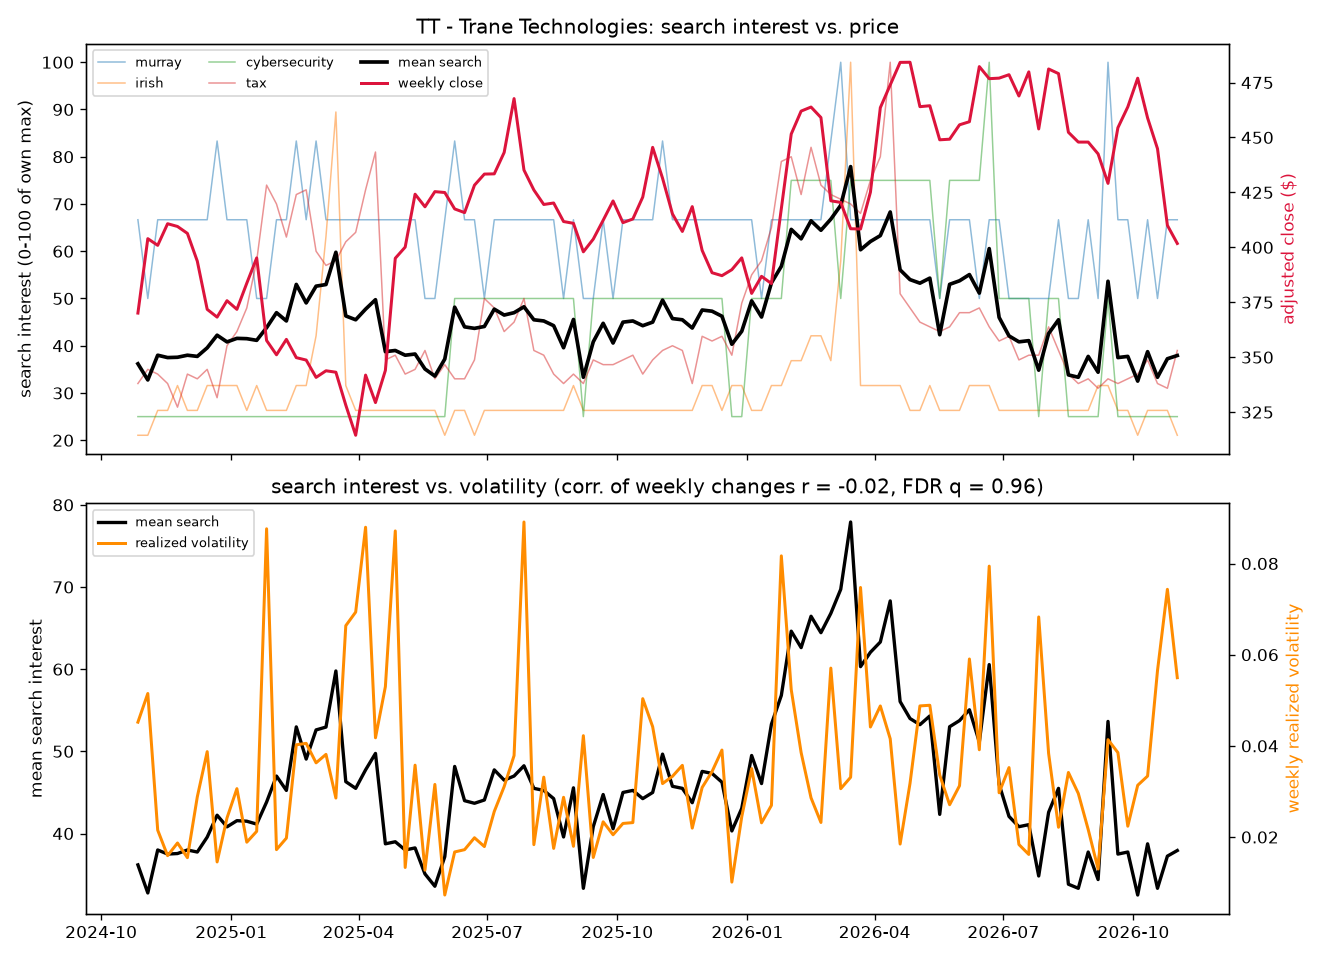 TT - Trane Technologies: search interest vs. price
murray
irish
cybersecurity
tax
mean search
weekly close
search interest (0-100 of own max)
100
90
80
70
60
50
40
30
20
475
450
425
400
375
350
325
adjusted close ($)
search interest vs. volatility (corr. of weekly changes r = -0.02, FDR q = 0.96)
mean search
realized volatility
mean search interest
80
70
60
50
40
0.08
0.06
0.04
0.02
weekly realized volatility
2024-10
2025-01
2025-04
2025-07
2025-10
2026-01
2026-04
2026-07
2026-10